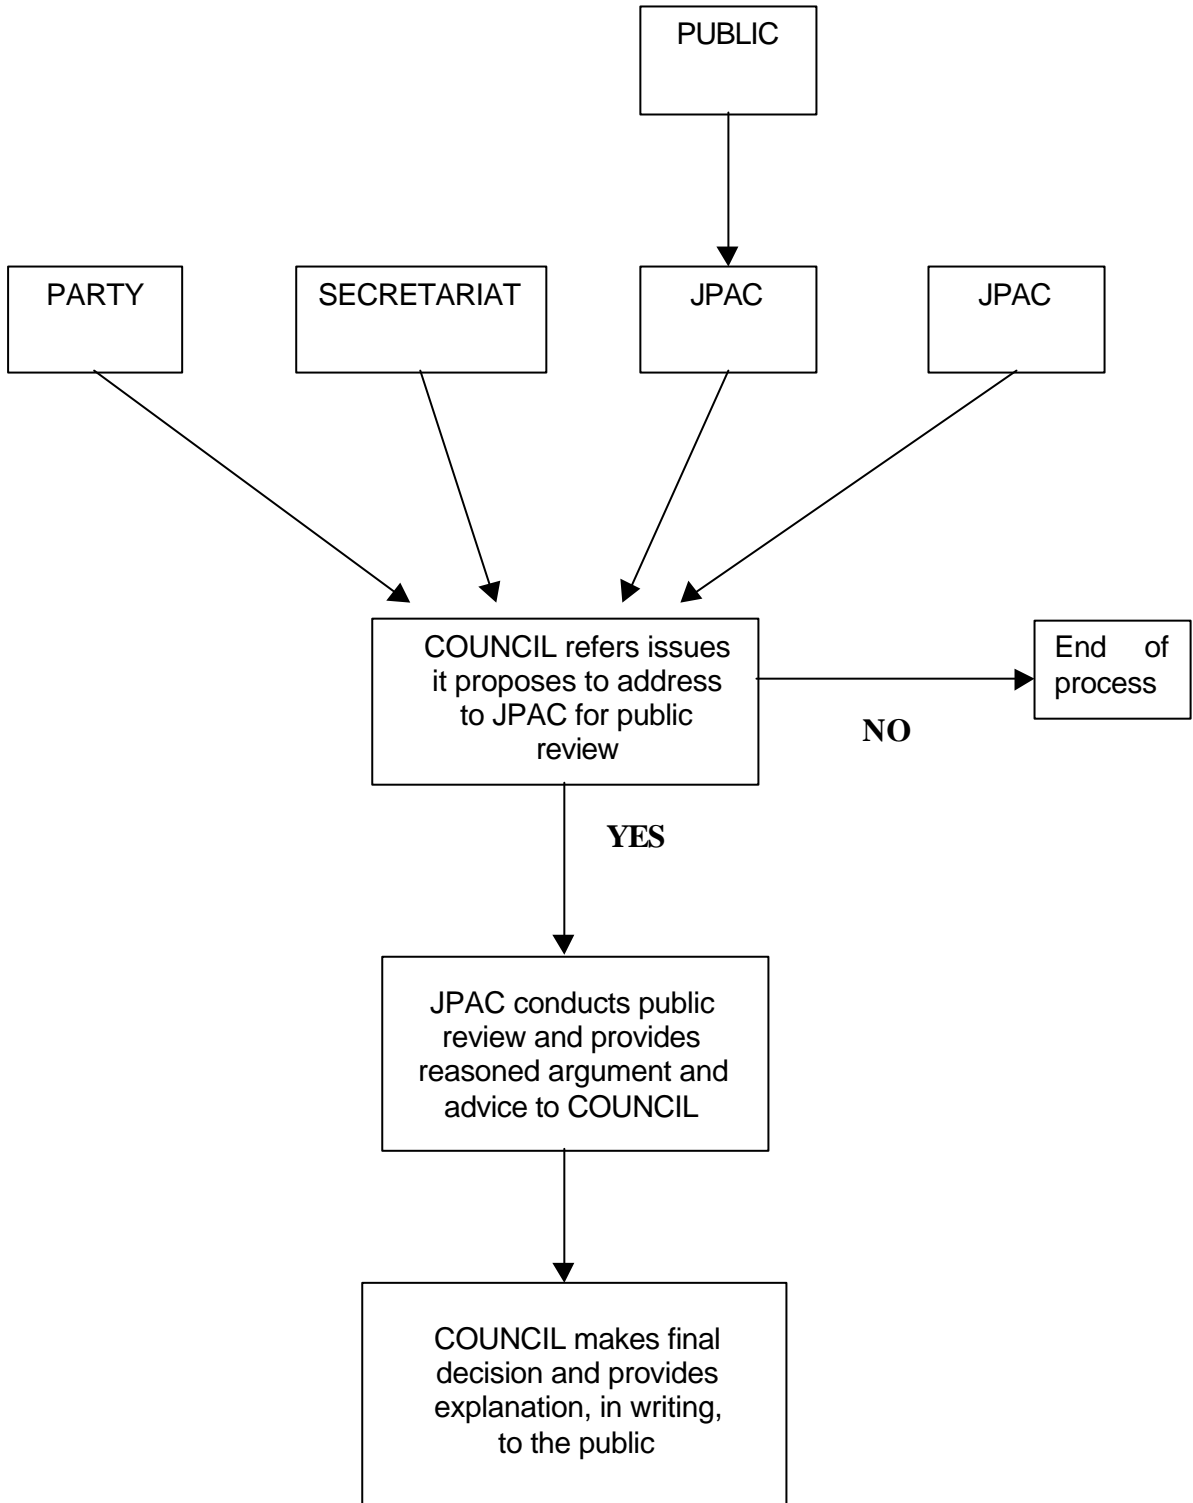 PUBLIC
PARTY
SECRETARIAT
JPAC
JPAC
COUNCIL refers issues
it proposes to address
to JPAC for public
review
End of
process
NO
YES
JPAC conducts public
review and provides
reasoned argument and
advice to COUNCIL
COUNCIL makes final
decision and provides
explanation, in writing,
to the public